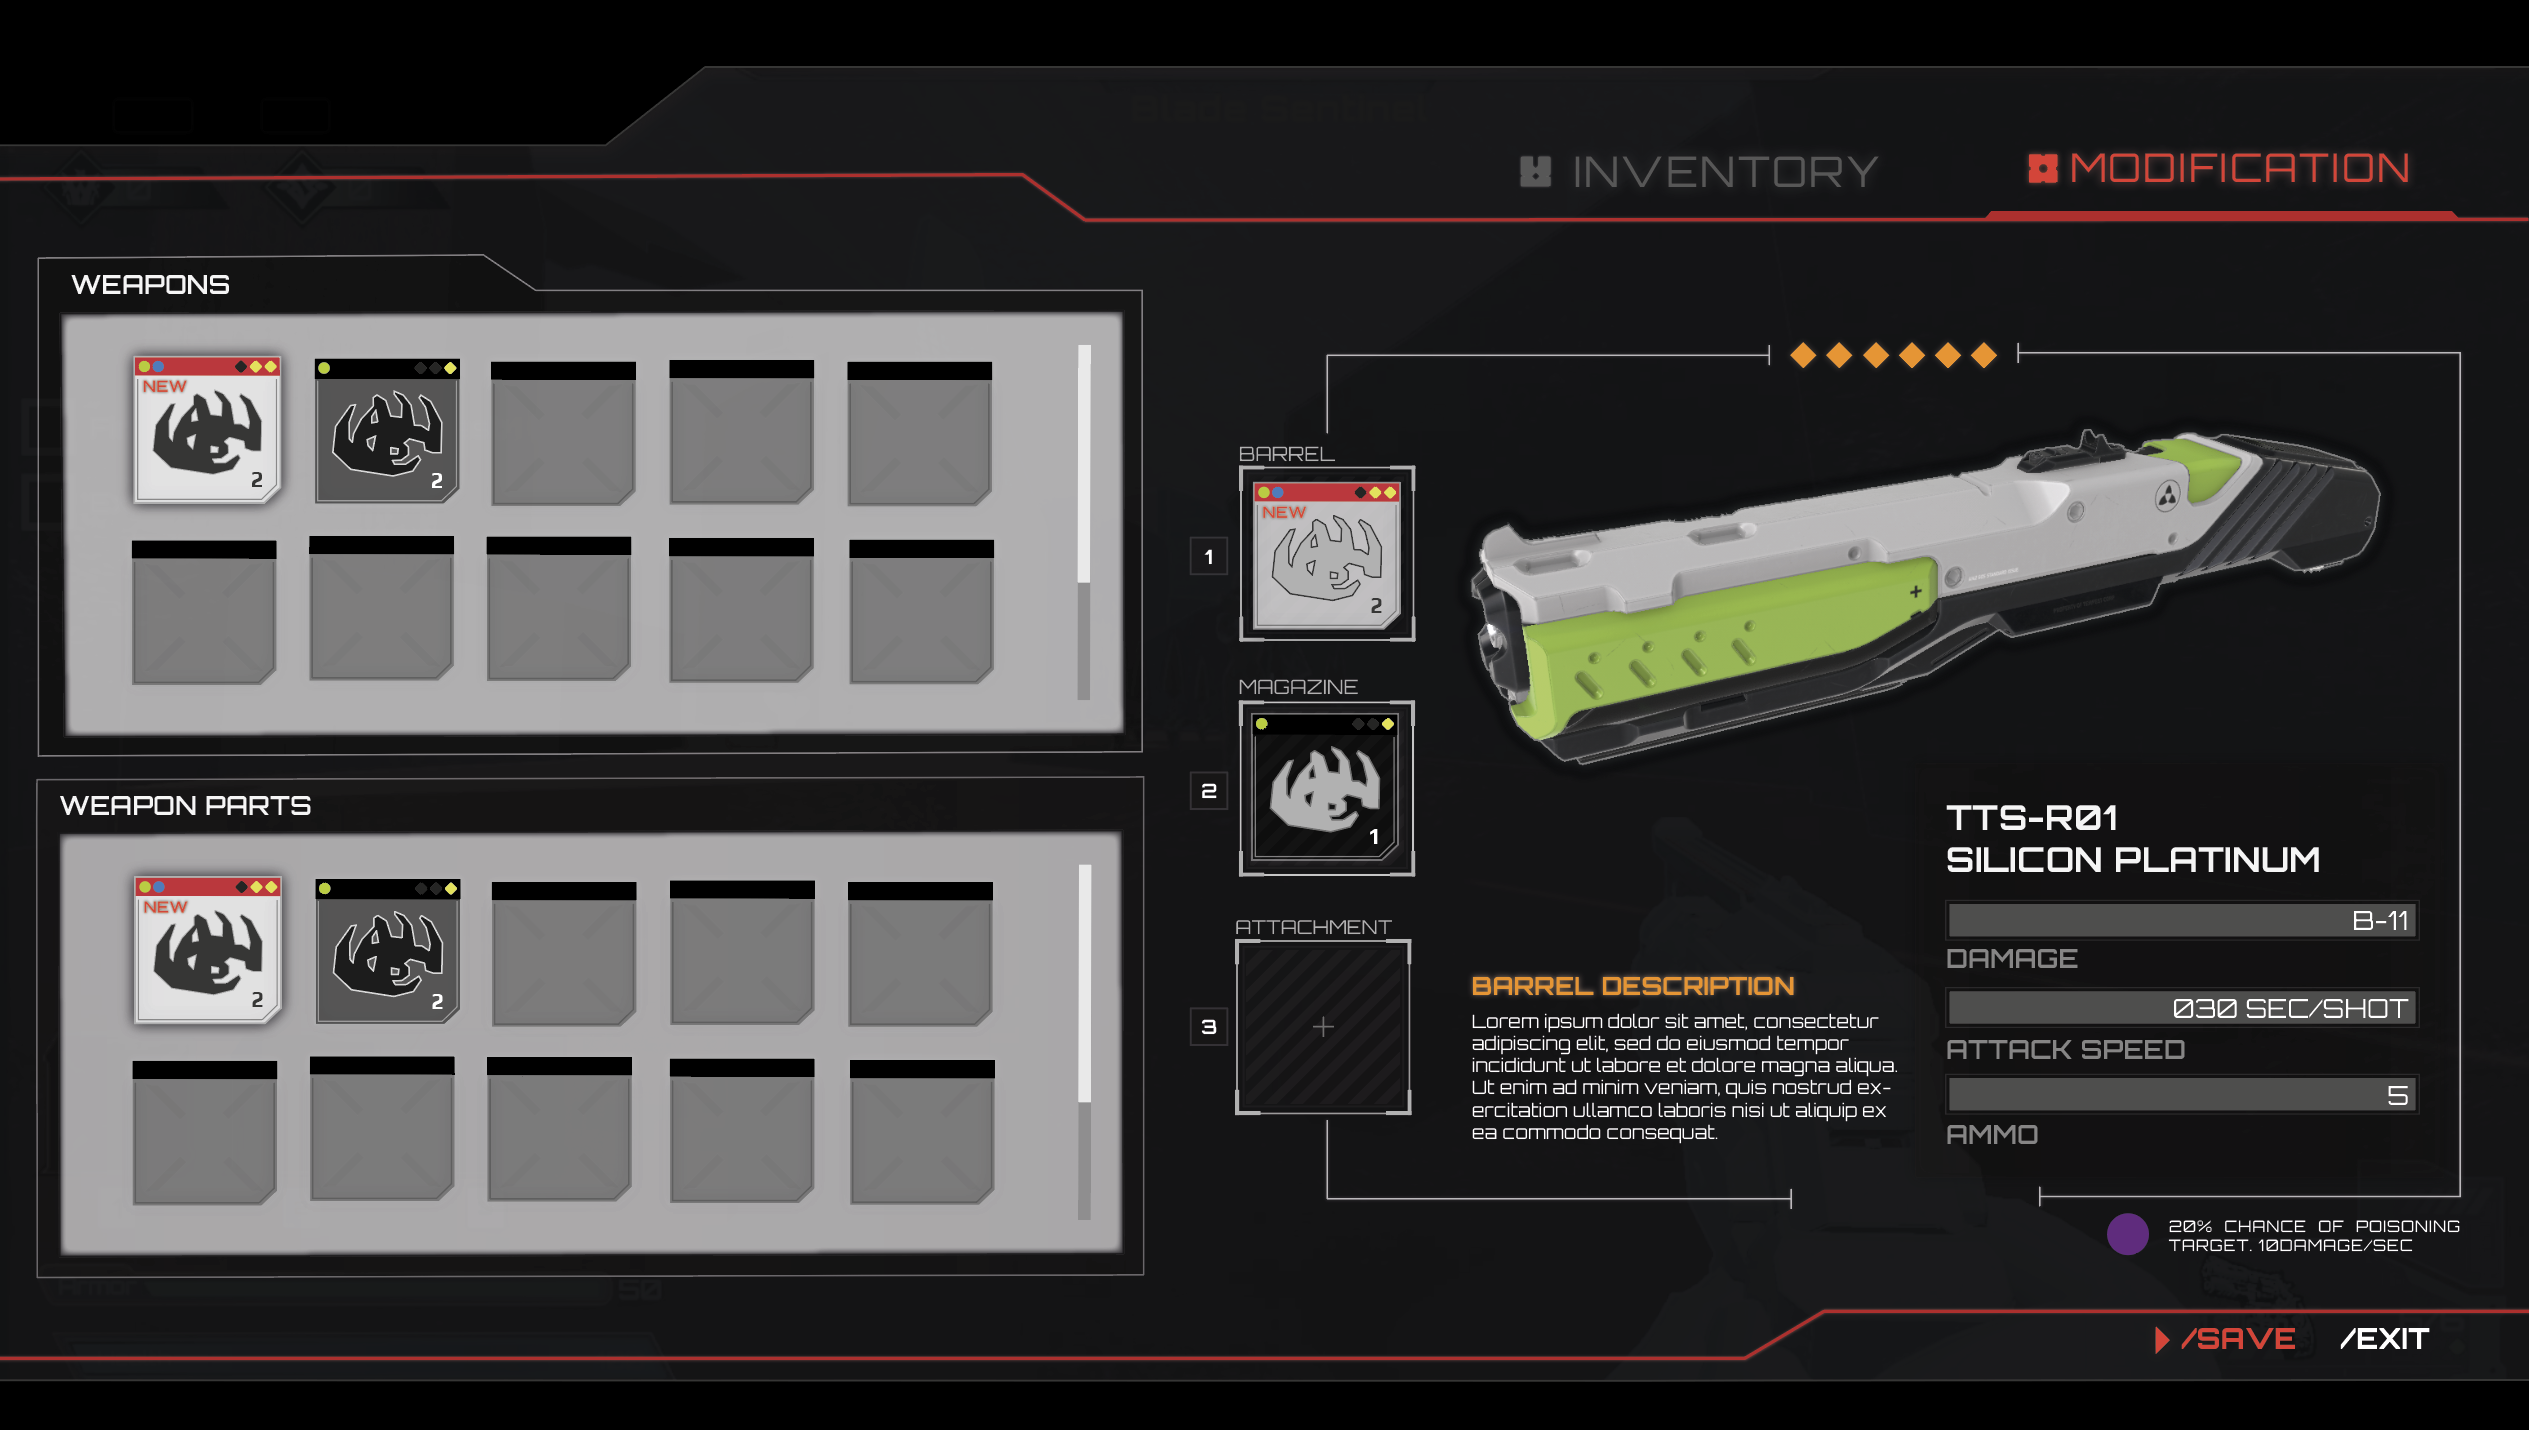 Blade Sentinel
INVENTORY
MODIFICATION
WEAPONS
NEW
2
2
WEAPON PARTS
NEW
2
2
BARREL
1
NEW
2
MAGAZINE
2
1
ATTACHMENT
3
TTS-R01
SILICON PLATINUM
B-11
DAMAGE
030 SEC/SHOT
ATTACK SPEED
5
AMMO
BARREL DESCRIPTION
Lorem ipsum dolor sit amet, consectetur
adipiscing elit, sed do eiusmod tempor
incididunt ut labore et dolore magna aliqua.
Ut enim ad minim veniam, quis nostrud ex-
ercitation ullamco laboris nisi ut aliquip ex
ea commodo consequat.
20% CHANCE OF POISONING
TARGET. 10DAMAGE/SEC
Armor
50
/SAVE
/EXIT